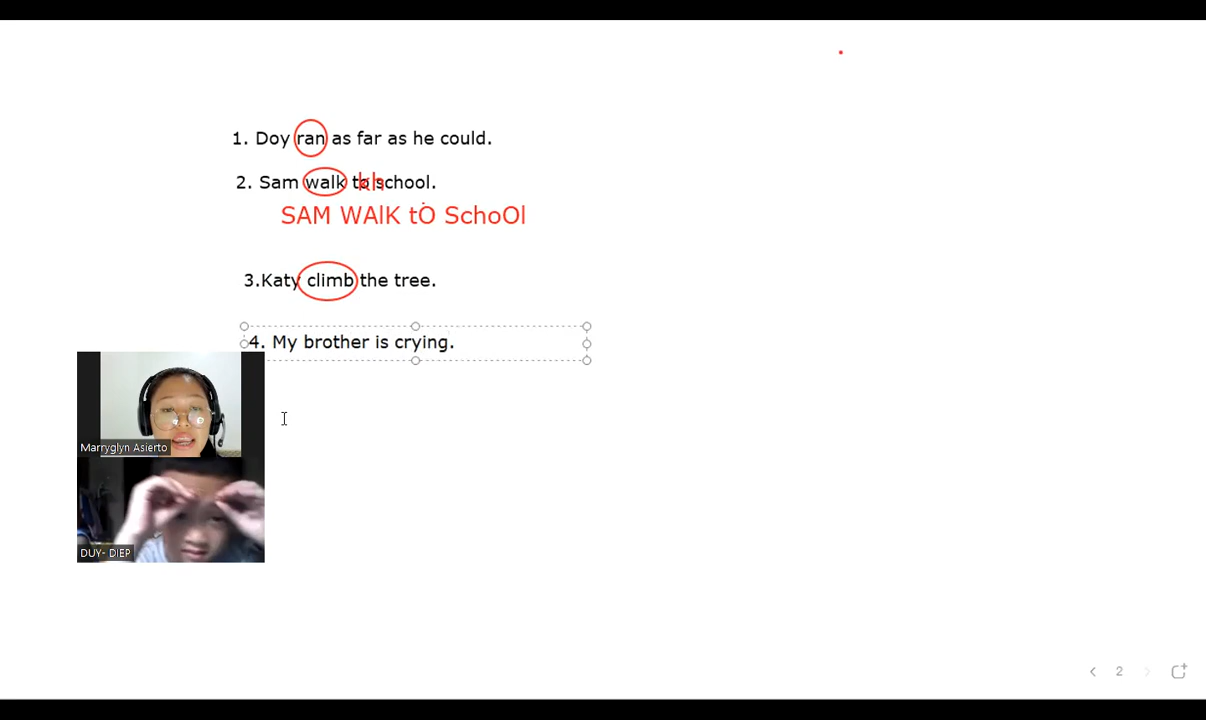 1. Doy ran as far as he could.
2. Sam walk to school.
kh
SAM WAlK tO SchoOl
3.Katy climb the tree.
4. My brother is crying.
Marryglyn Asierto
DUY- DIEP
2